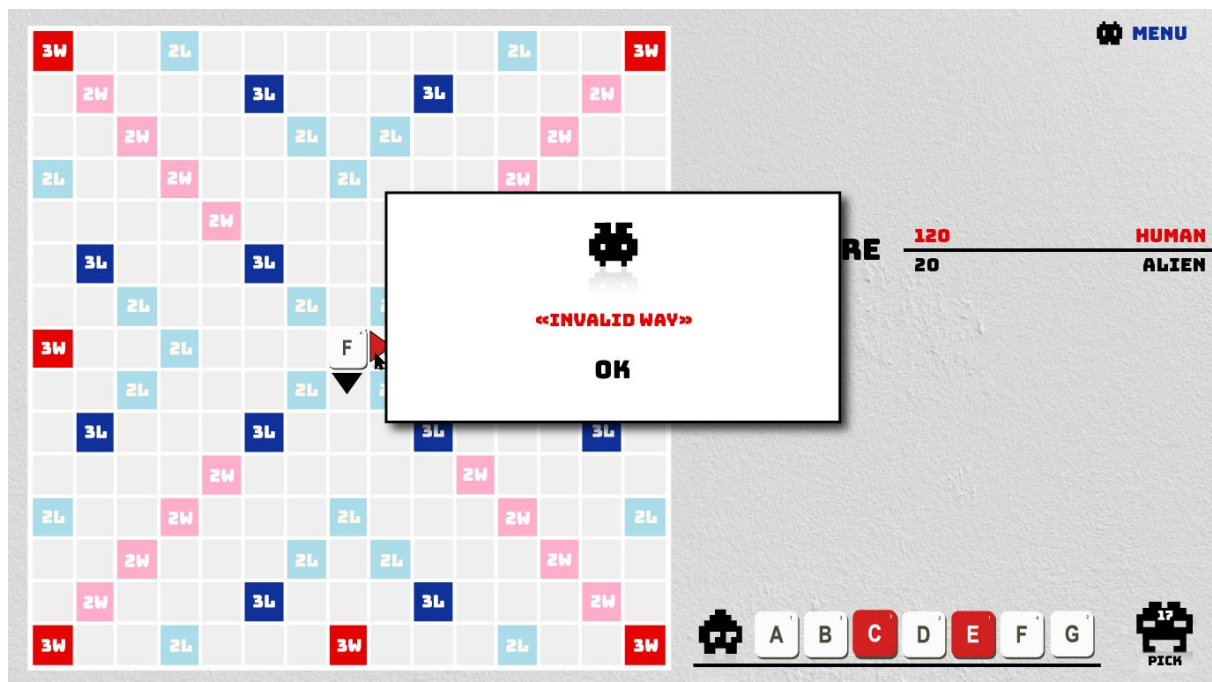 3W 2L 2L 3W
MENU
2W 3L 3L 2W
2W 2L 2L 2W
2L 2W 2L 2W
2W
RE 120 HUMAN
20 ALIEN
3L 3L
2L 2L
«INVALID WAY»
3W 2L F
OK
2L 2L
3L 3L 3L 3L
2W 2W
2L 2W 2L 2W 2L
2W 2L 2L 2W
2W 3L 3L 2W
17
A B C D E F G
3W 2L 3W 2L 3W
PICK